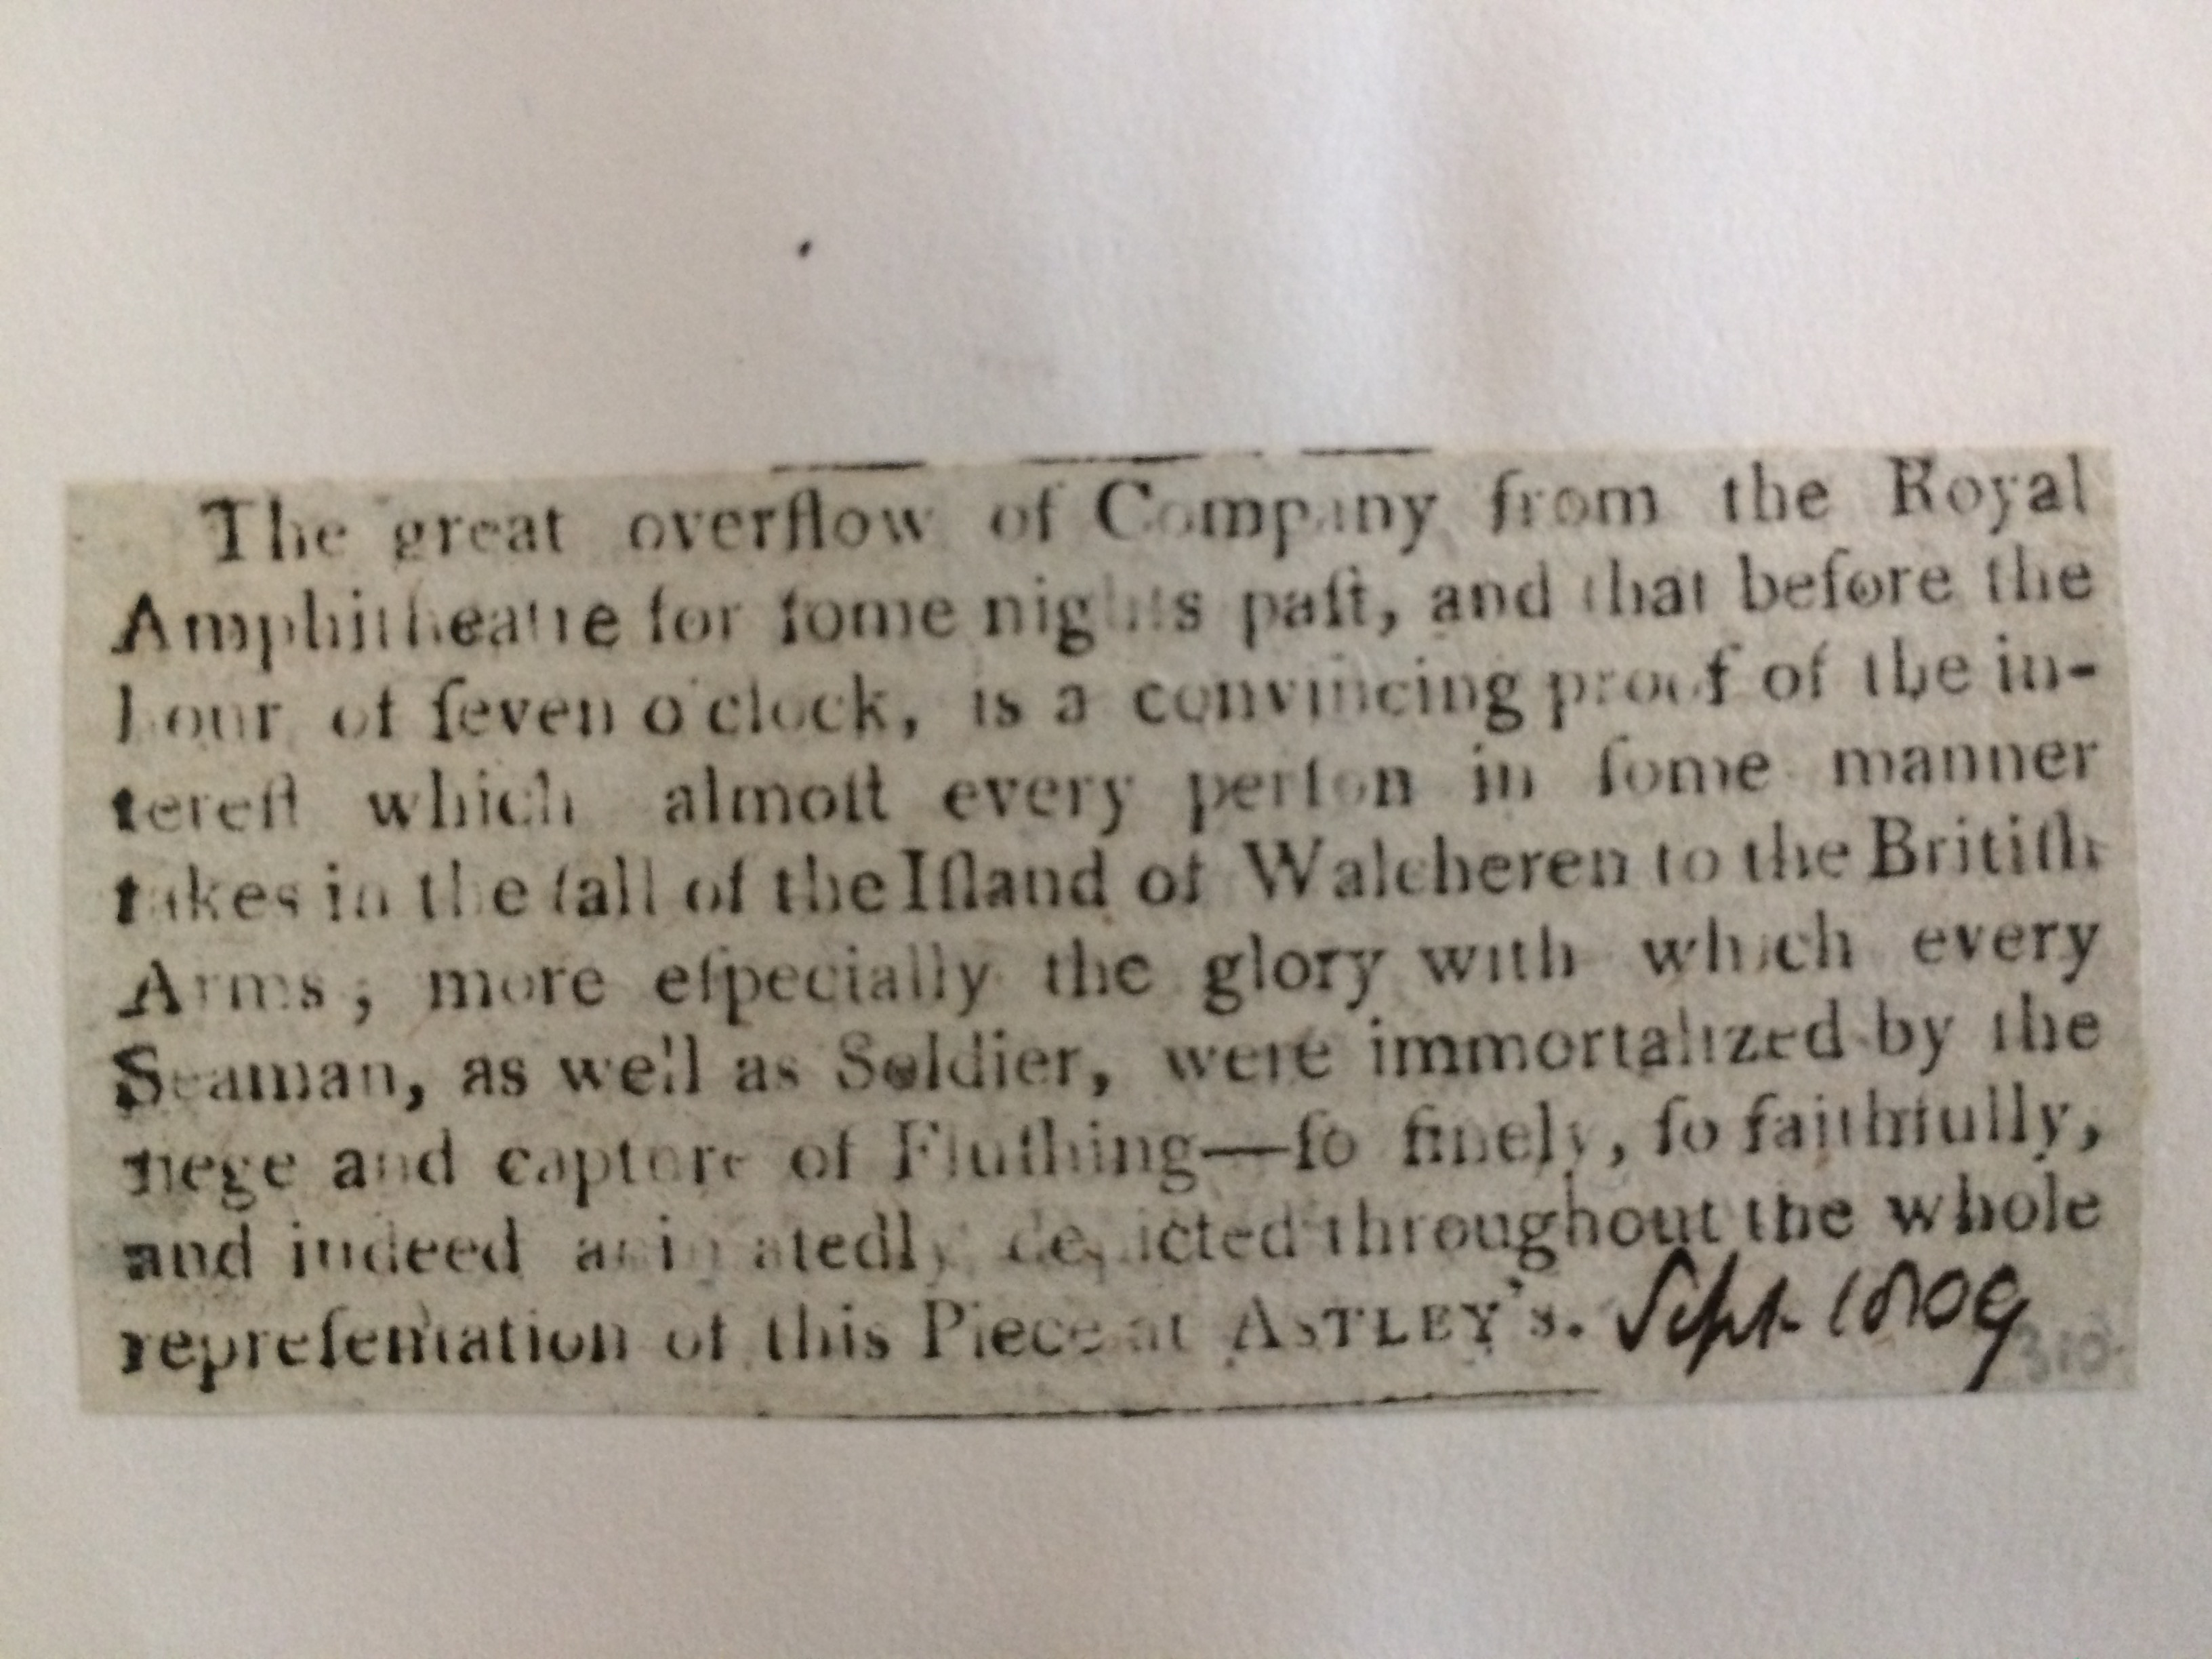 The great overflow of Company from the Royal
Amphitheatre for ſome nights paſt, and that before the
hour of ſeven o'clock, is a convincing proof of the in-
tereſt which almoſt every perſon in ſome manner
takes in the fall of the Iſland of Walcheren to the Britiſh
Arms; more eſpecially the glory with which every
Seaman, as well as Soldier, were immortalized by the
ſiege and capture of Fluſhing—ſo finely, ſo faithfully,
and indeed animatedly depicted throughout the whole
repreſentation of this Piece at ASTLEY'S. Sept. 1809
310